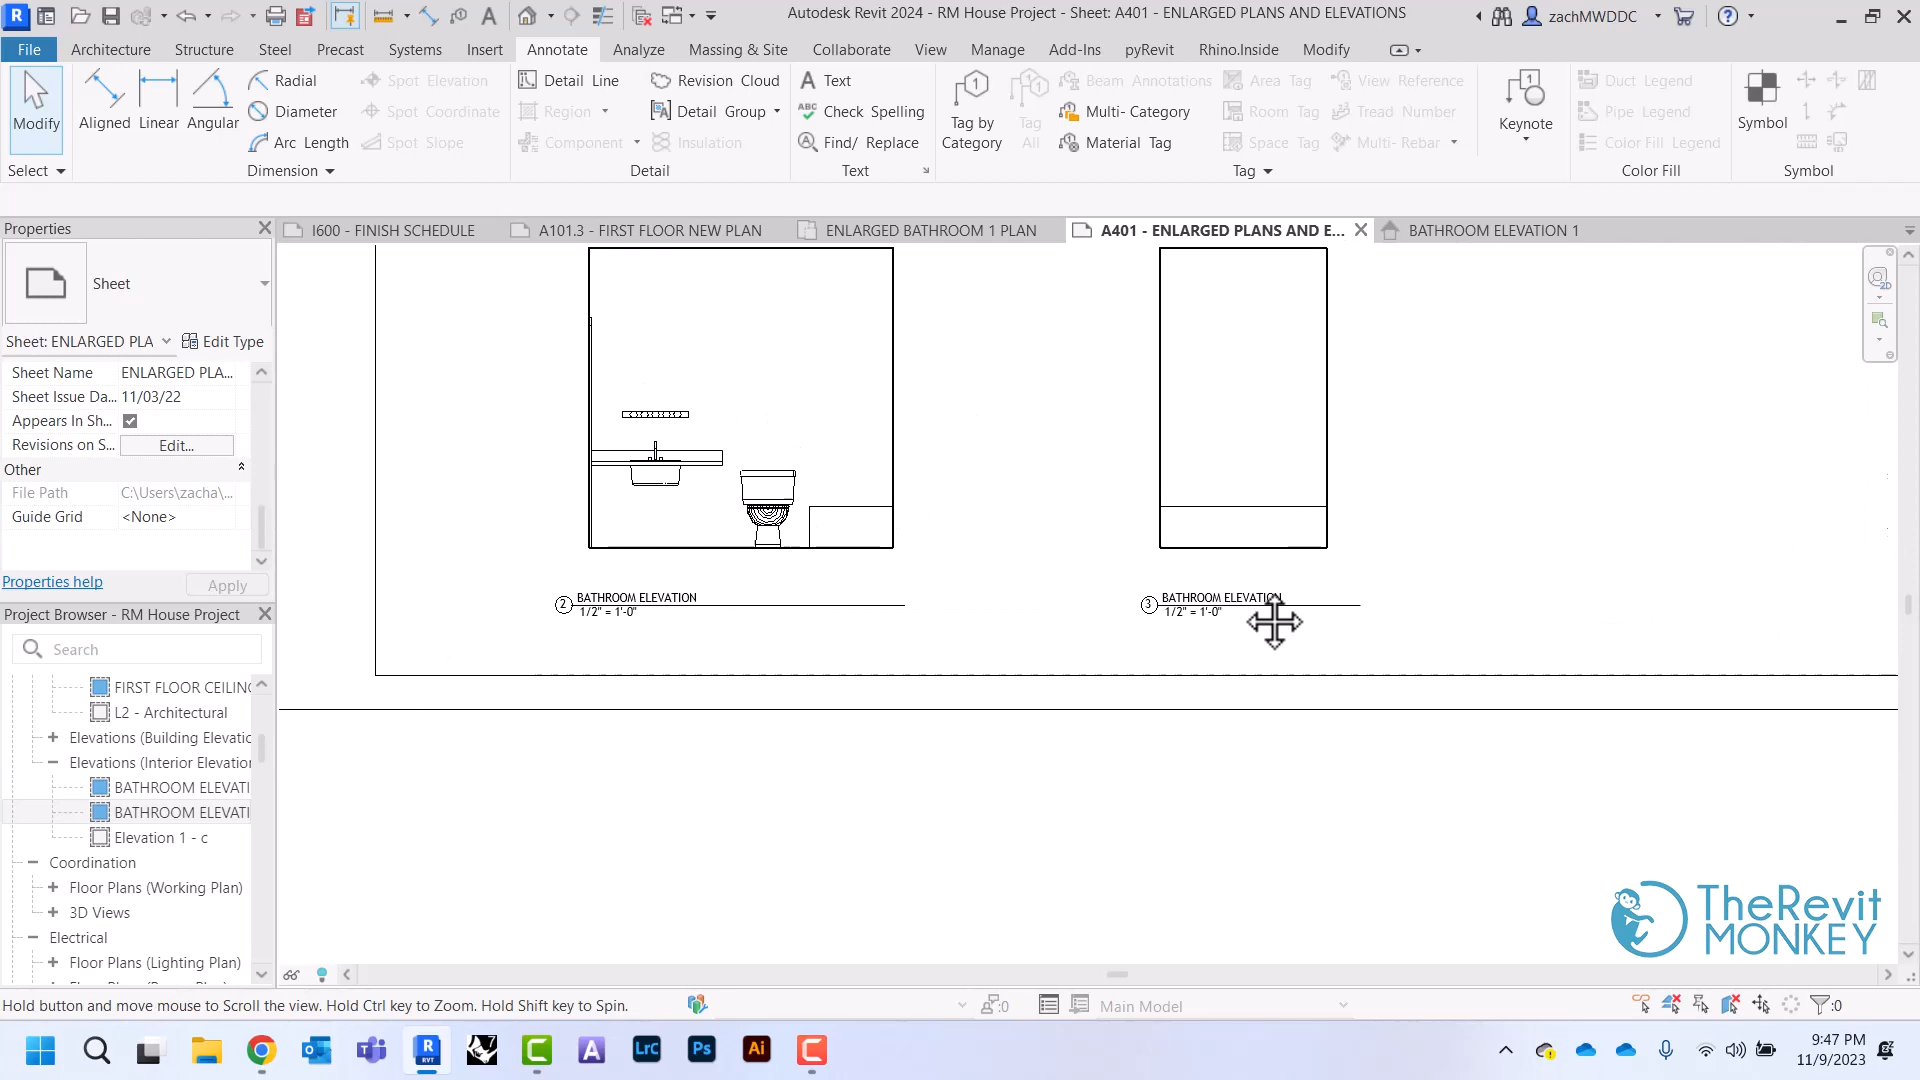 Autodesk Revit 2024 - RM House Project - Sheet: A401 - ENLARGED PLANS AND ELEVATIONS
zachMWDDC
File Architecture Structure Steel Precast Systems Insert Annotate Analyze Massing & Site Collaborate View Manage Add-Ins pyRevit Rhino.Inside Modify
Modify
Select
Aligned
Linear
Angular
Radial
Diameter
Arc Length
Spot Elevation
Spot Coordinate
Spot Slope
Dimension
Detail Line
Region
Component
Revision Cloud
Detail Group
Insulation
Detail
Text
Check Spelling
Find/ Replace
Text
Tag by
Category
Tag
All
Beam Annotations
Multi- Category
Material Tag
Area Tag
Room Tag
Space Tag
View Reference
Tread Number
Multi- Rebar
Tag
Keynote
Duct Legend
Pipe Legend
Color Fill Legend
Color Fill
Symbol
Symbol
Properties
Sheet
Sheet: ENLARGED PLA
Edit Type
Sheet Name ENLARGED PLA...
Sheet Issue Da... 11/03/22
Appears In Sh...
Revisions on S... Edit...
Other
File Path C:\Users\zacha\...
Guide Grid <None>
Properties help
Apply
Project Browser - RM House Project
Search
FIRST FLOOR CEILING
L2 - Architectural
Elevations (Building Elevatic
Elevations (Interior Elevation
BATHROOM ELEVATI
BATHROOM ELEVATI
Elevation 1 - c
Coordination
Floor Plans (Working Plan)
3D Views
Electrical
Floor Plans (Lighting Plan)
I600 - FINISH SCHEDULE
A101.3 - FIRST FLOOR NEW PLAN
ENLARGED BATHROOM 1 PLAN
A401 - ENLARGED PLANS AND E...
BATHROOM ELEVATION 1
2D
2 BATHROOM ELEVATION
1/2" = 1'-0"
3 BATHROOM ELEVATION
1/2" = 1'-0"
TheRevit
MONKEY
Hold button and move mouse to Scroll the view. Hold Ctrl key to Zoom. Hold Shift key to Spin.
:0
Main Model
:0
R RVT
7
A
LrC
Ps
Ai
9:47 PM
11/9/2023